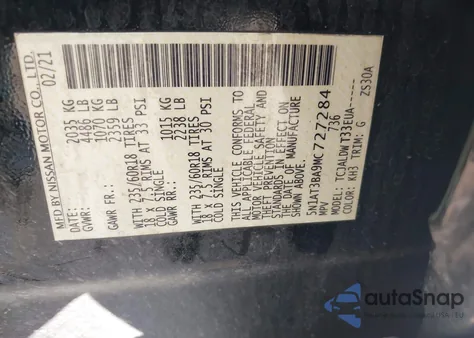 MFD BY NISSAN MOTOR CO., LTD.
DATE: 02/21
GVWR: 2035 KG
4486 LB
GAWR FR: 1070 KG
2359 LB
WITH 235/60R18 TIRES
18 X 7.5 RIMS AT 33 PSI
COLD SINGLE
GAWR RR: 1015 KG
2238 LB
WITH 235/60R18 TIRES
18 X 7.5 RIMS AT 30 PSI
COLD SINGLE
THIS VEHICLE CONFORMS TO ALL APPLICABLE FEDERAL
MOTOR VEHICLE SAFETY AND THEFT PREVENTION
STANDARDS IN EFFECT ON THE DATE OF
MANUFACTURE SHOWN ABOVE.
5N1AT3BA9MC727284
MPV 736
MODEL: TCJALDWT33EUA-----
COLOR: KH3 TRIM: G ZS30A
autoSnap